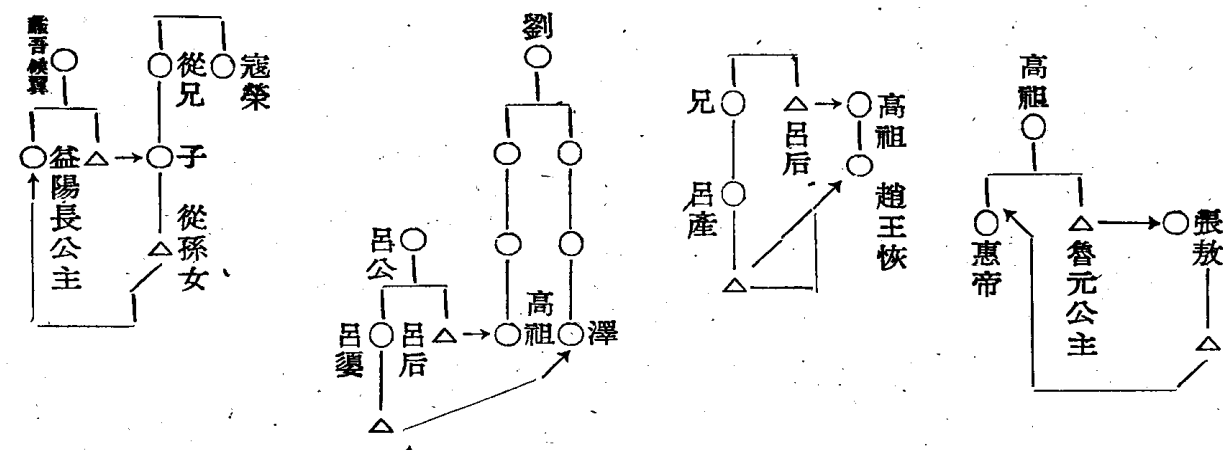 高祖
惠帝
魯元公主
張敖
兄
呂后
高祖
呂產
趙王恢
劉
呂公
呂嬃
呂后
高祖
澤
蠡吾侯翼
從兄
寇榮
益陽長公主
子
從孫女